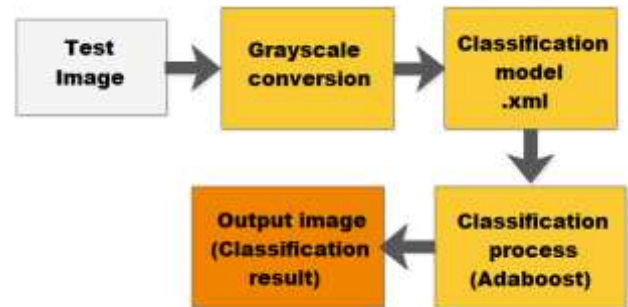 Test
Image
Grayscale
conversion
Classification
model
.xml
Classification
process
(Adaboost)
Output image
(Classification
result)